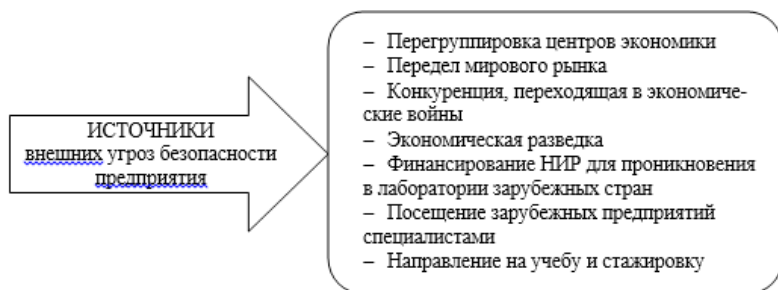 ИСТОЧНИКИ
внешних угроз безопасности
предприятия
– Перегруппировка центров экономики
– Передел мирового рынка
– Конкуренция, переходящая в экономиче-
ские войны
– Экономическая разведка
– Финансирование НИР для проникновения
в лаборатории зарубежных стран
– Посещение зарубежных предприятий
специалистами
– Направление на учебу и стажировку